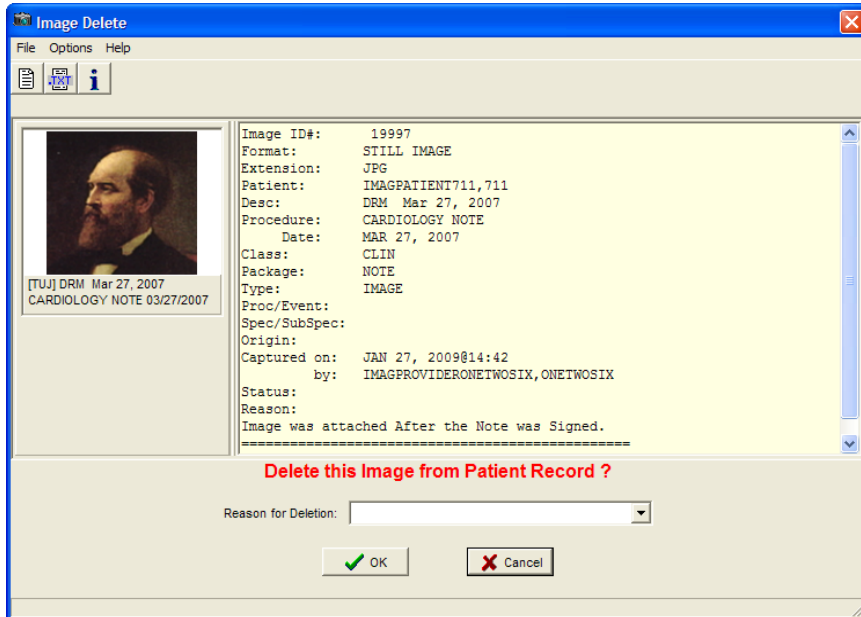 Image Delete
File Options Help
.TXT i
[TUJ] DRM Mar 27, 2007
CARDIOLOGY NOTE 03/27/2007
Image ID#: 19997
Format: STILL IMAGE
Extension: JPG
Patient: IMAGPATIENT711,711
Desc: DRM Mar 27, 2007
Procedure: CARDIOLOGY NOTE
Date: MAR 27, 2007
Class: CLIN
Package: NOTE
Type: IMAGE
Proc/Event:
Spec/SubSpec:
Origin:
Captured on: JAN 27, 2009@14:42
by: IMAGPROVIDERONETWOSIX,ONETWOSIX
Status:
Reason:
Image was attached After the Note was Signed.
================================================
Delete this Image from Patient Record ?
Reason for Deletion:
OK Cancel